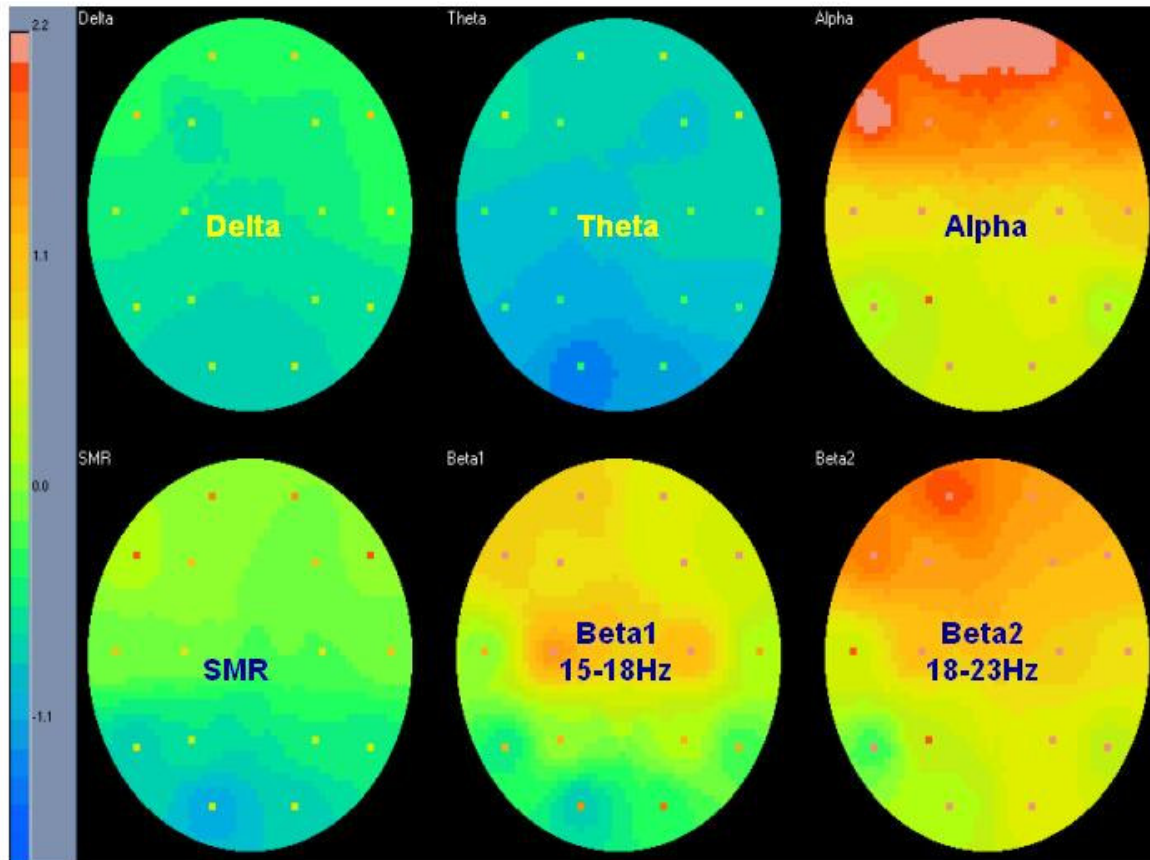 2.2
1.1
0.0
-1.1
Delta
Theta
Alpha
Delta
Theta
Alpha
SMR
Beta1
Beta2
SMR
Beta1
15-18Hz
Beta2
18-23Hz